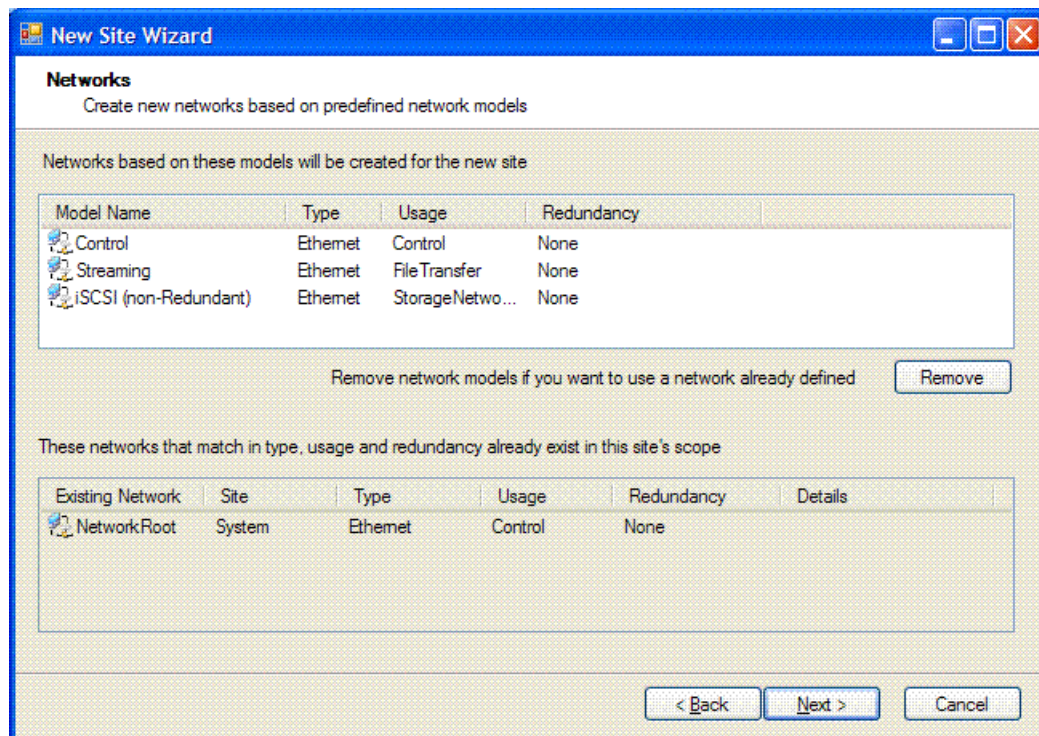 New Site Wizard
Networks
Create new networks based on predefined network models
Networks based on these models will be created for the new site
Model Name Type Usage Redundancy
Control Ethernet Control None
Streaming Ethernet FileTransfer None
iSCSI (non-Redundant) Ethernet StorageNetwo... None
Remove network models if you want to use a network already defined Remove
These networks that match in type, usage and redundancy already exist in this site's scope
Existing Network Site Type Usage Redundancy Details
NetworkRoot System Ethernet Control None
< Back Next > Cancel